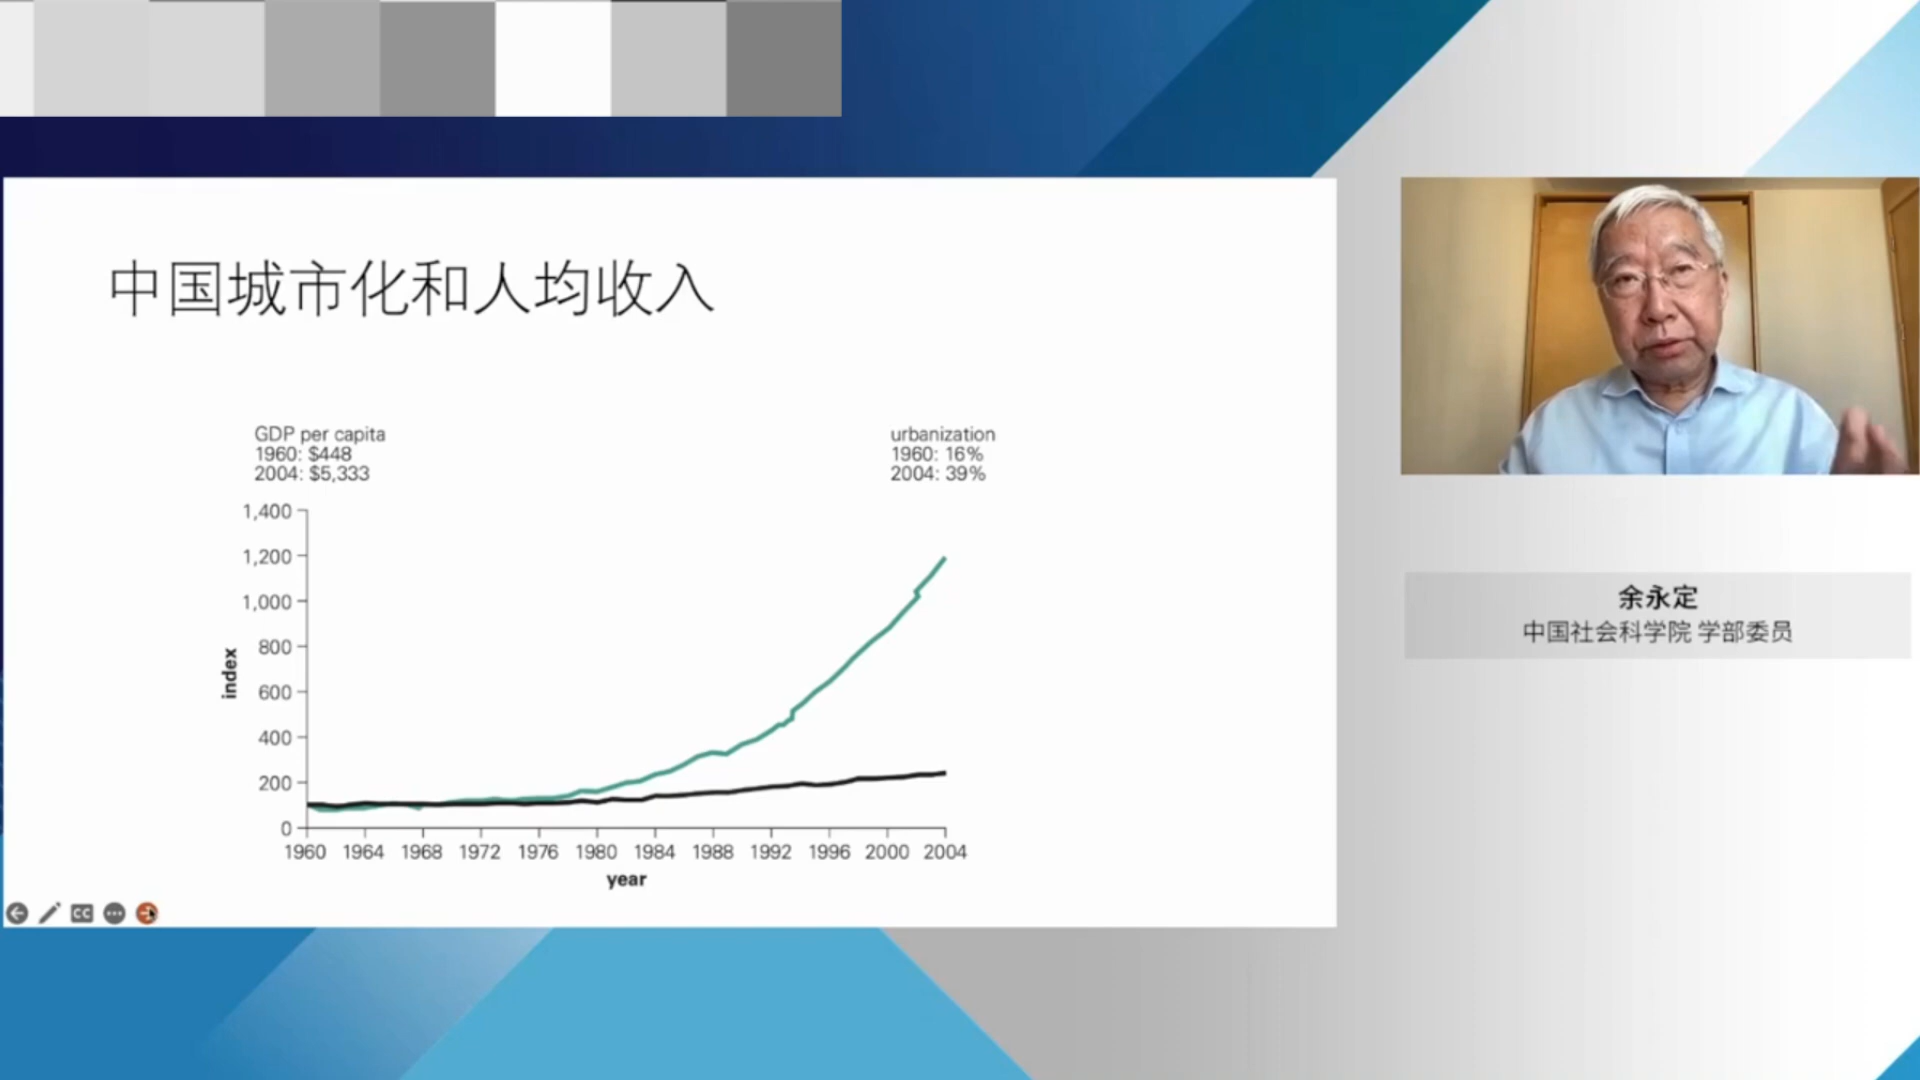 中国城市化和人均收入
GDP per capita
1960: $448
2004: $5,333
urbanization
1960: 16%
2004: 39%
1,400
1,200
1,000
800
600
400
200
0
index
1960 1964 1968 1972 1976 1980 1984 1988 1992 1996 2000 2004
year
CC
余永定
中国社会科学院 学部委员